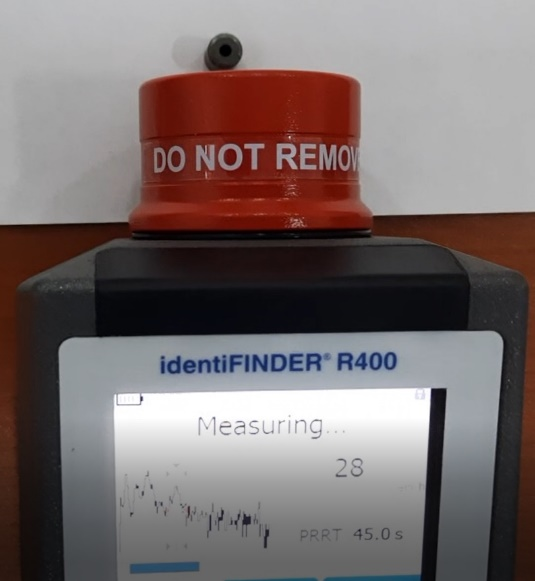 DO NOT REMOV
identiFINDER® R400
Measuring...
28
PRRT 45.0 s